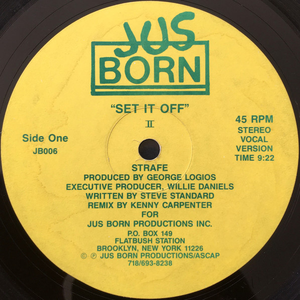 JUS
BORN
"SET IT OFF"
II
Side One
JB006
45 RPM
STEREO
VOCAL
VERSION
TIME 9:22
STRAFE
PRODUCED BY GEORGE LOGIOS
EXECUTIVE PRODUCER, WILLIE DANIELS
WRITTEN BY STEVE STANDARD
REMIX BY KENNY CARPENTER
FOR
JUS BORN PRODUCTIONS INC.
P.O. BOX 149
FLATBUSH STATION
BROOKLYN, NEW YORK 11226
© ℗ JUS BORN PRODUCTIONS/ASCAP
718/693-8238